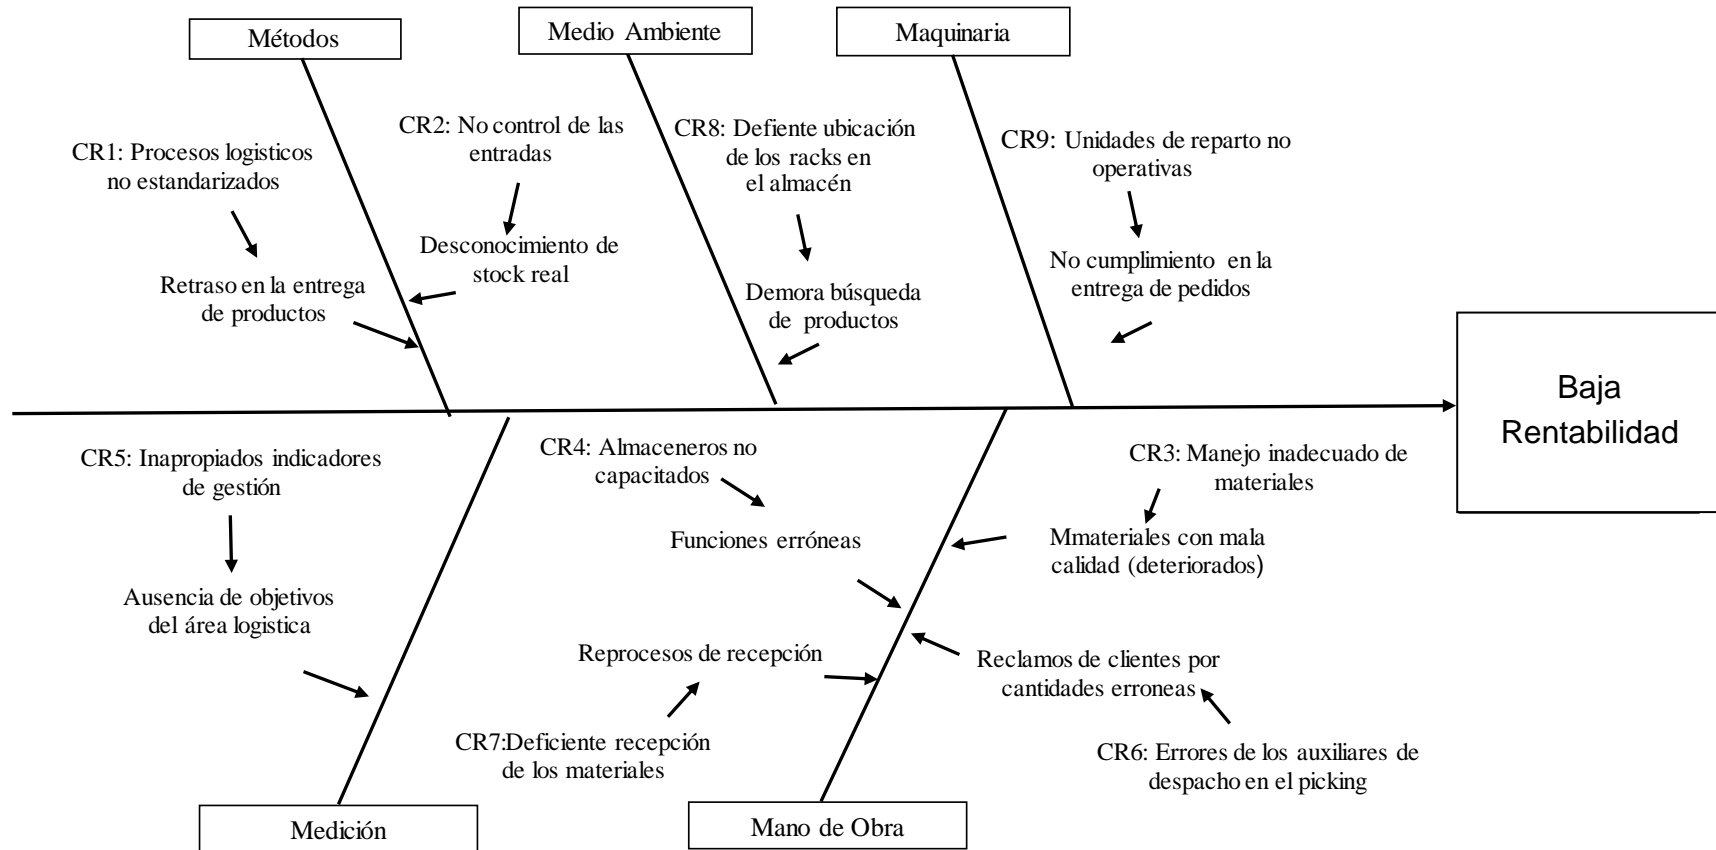 Métodos
Medio Ambiente
Maquinaria
CR1: Procesos logisticos
no estandarizados
Retraso en la entrega
de productos
CR2: No control de las
entradas
Desconocimiento de
stock real
CR8: Defiente ubicación
de los racks en
el almacén
Demora búsqueda
de productos
CR9: Unidades de reparto no
operativas
No cumplimiento en la
entrega de pedidos
Baja
Rentabilidad
CR5: Inapropiados indicadores
de gestión
Ausencia de objetivos
del área logistica
CR4: Almaceneros no
capacitados
Funciones erróneas
CR3: Manejo inadecuado de
materiales
Mmateriales con mala
calidad (deteriorados)
Reprocesos de recepción
CR7:Deficiente recepción
de los materiales
Reclamos de clientes por
cantidades erroneas
CR6: Errores de los auxiliares de
despacho en el picking
Medición
Mano de Obra